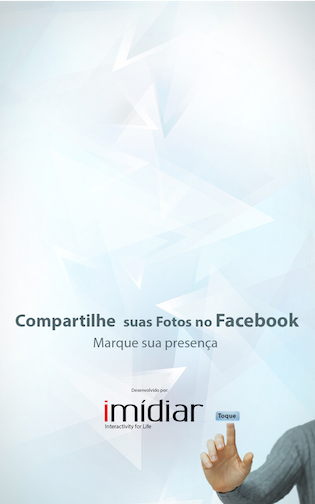 Compartilhe suas Fotos no Facebook
Marque sua presença
Desenvolvido por:
imídiar
Interactivity for Life
Toque